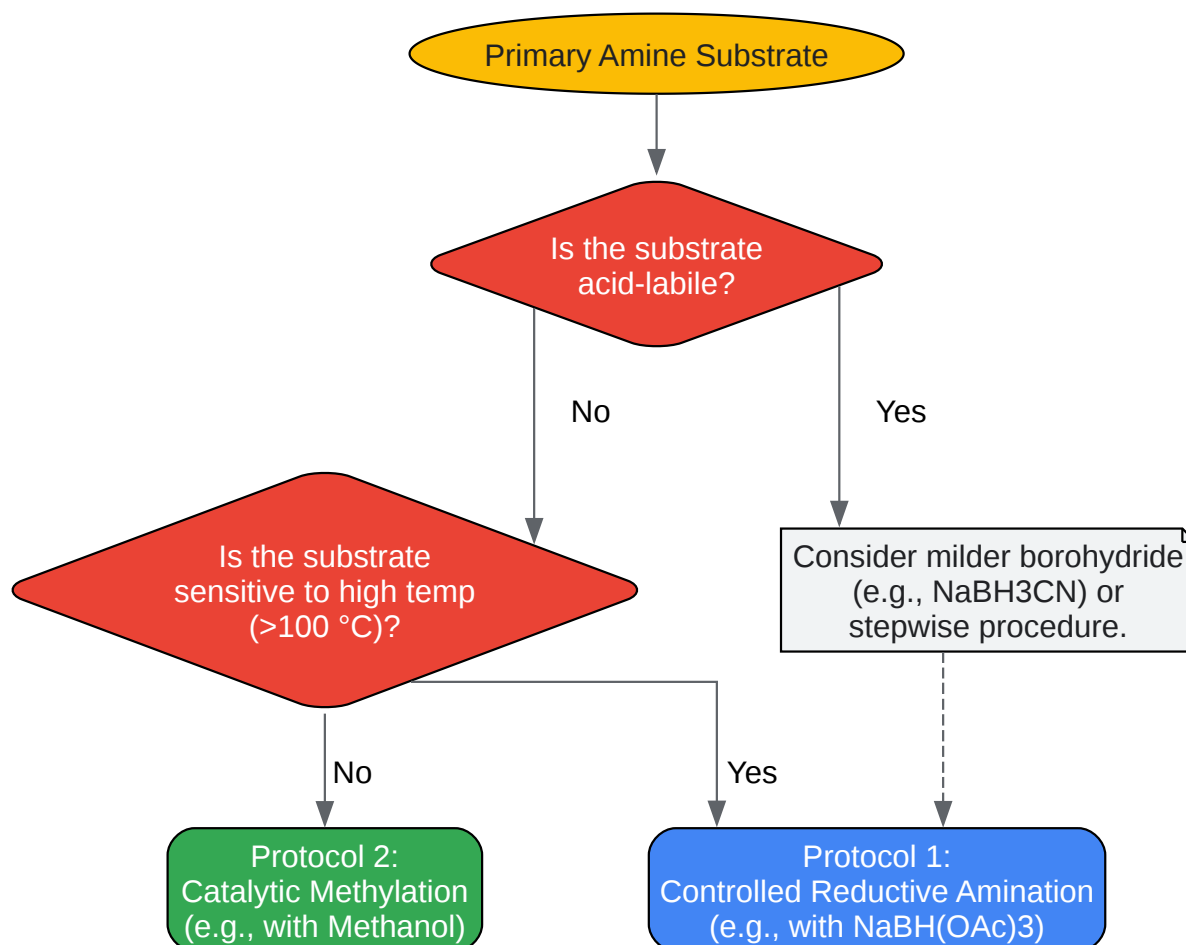 Primary Amine Substrate
Is the substrate
acid-labile?
No
Yes
Is the substrate
sensitive to high temp
(>100 °C)?
Consider milder borohydride
(e.g., NaBH3CN) or
stepwise procedure.
No
Yes
Protocol 2:
Catalytic Methylation
(e.g., with Methanol)
Protocol 1:
Controlled Reductive Amination
(e.g., with NaBH(OAc)3)